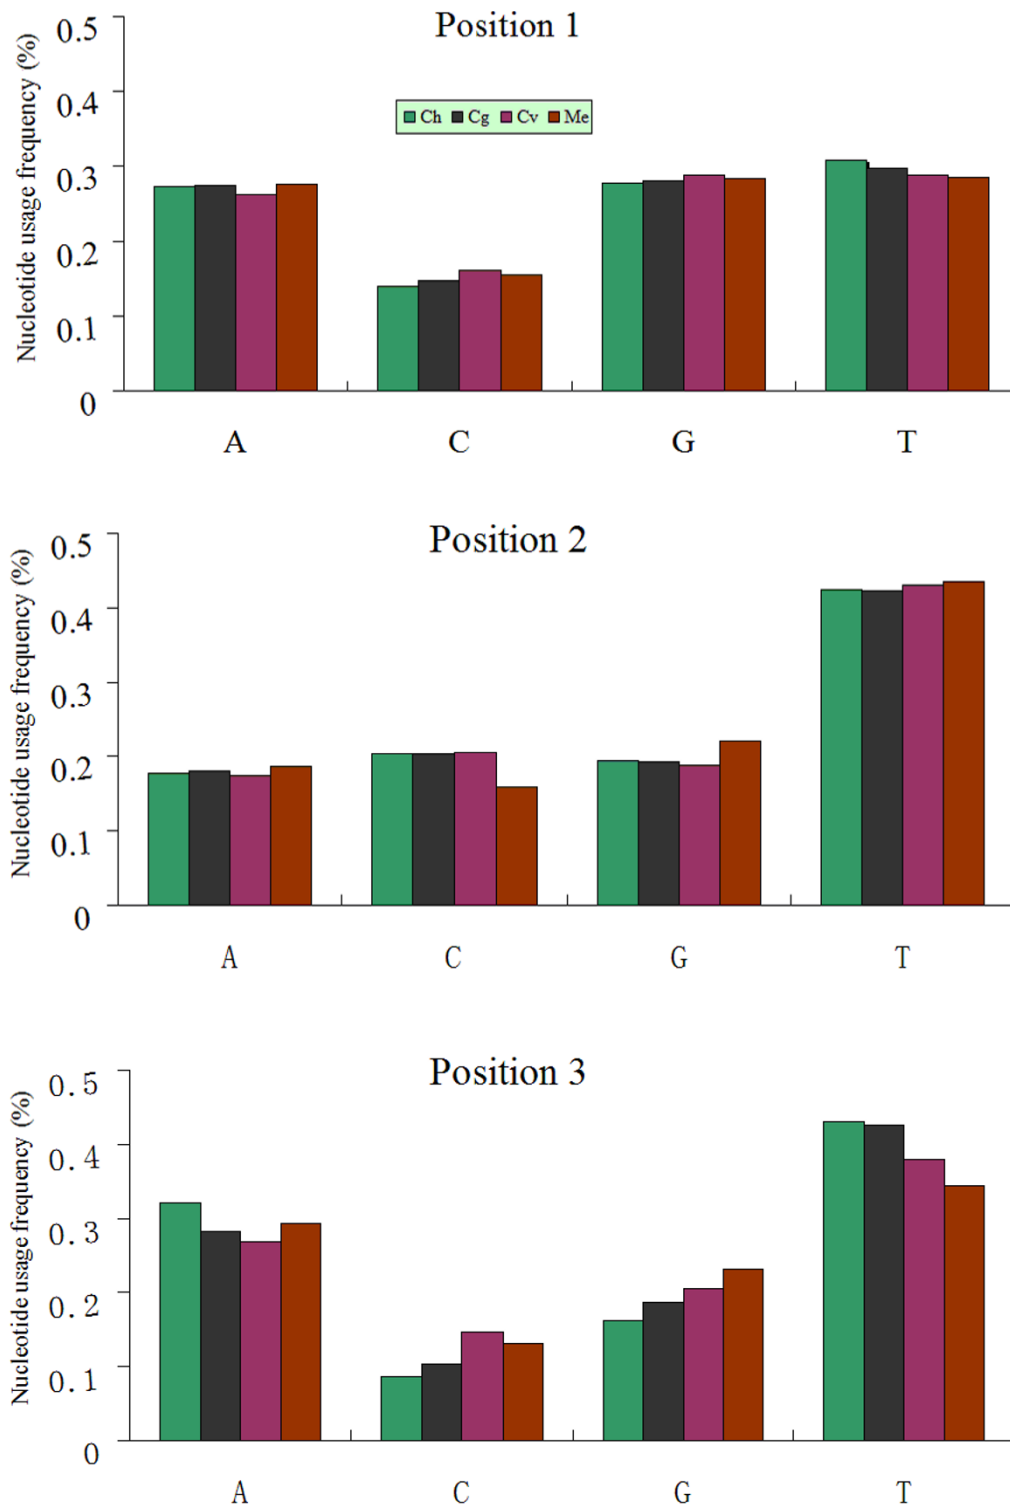 Position 1
Nucleotide usage frequency (%)
0.5
0.4
0.3
0.2
0.1
0
Ch Cg Cv Me
A C G T
Position 2
Nucleotide usage frequency (%)
0.5
0.4
0.3
0.2
0.1
0
A C G T
Position 3
Nucleotide usage frequency (%)
0.5
0.4
0.3
0.2
0.1
0
A C G T